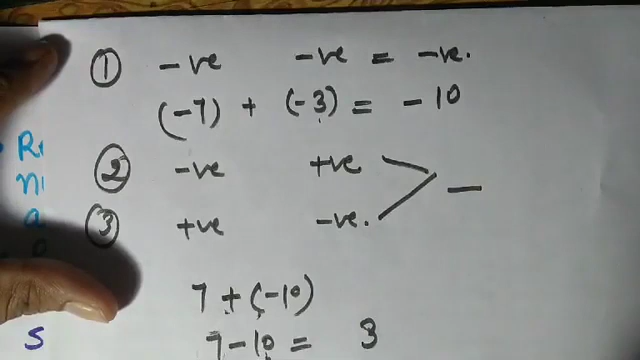 ① -ve -ve = -ve.
(-7) + (-3) = -10
② -ve +ve
③ +ve -ve. > —
7 + (-10)
7 - 10 = 3